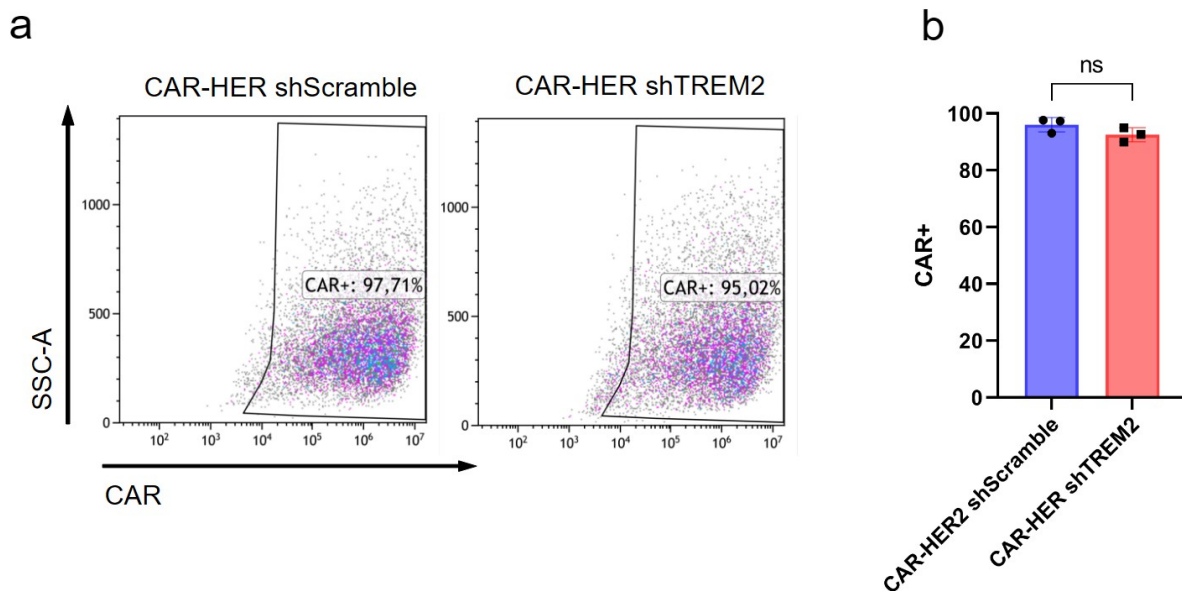 a
CAR-HER shScramble
CAR-HER shTREM2
1000
500
0
CAR+: 97,71%
10²
10³
10⁴
10⁵
10⁶
10⁷
1000
500
0
CAR+: 95,02%
10²
10³
10⁴
10⁵
10⁶
10⁷
SSC-A
CAR
b
ns
100
80
60
40
20
0
CAR+
CAR-HER2 shScramble
CAR-HER shTREM2